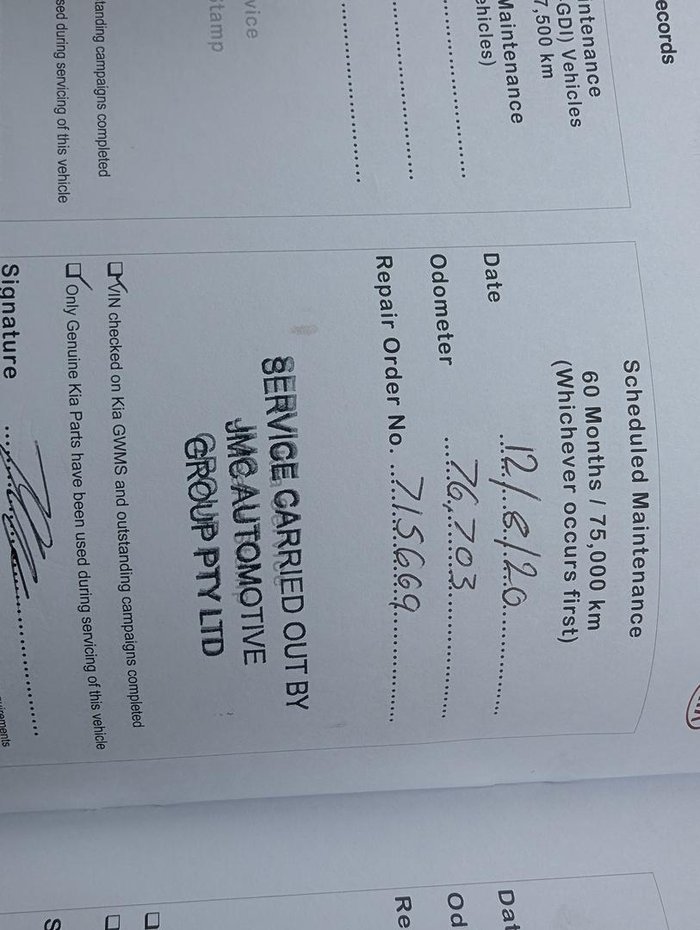 ecords
intenance
GDI) Vehicles
7,500 km
Maintenance
ehicles)
vice
tamp
tanding campaigns completed
sed during servicing of this vehicle
Scheduled Maintenance
60 Months / 75,000 km
(Whichever occurs first)
Date 12/8/20
Odometer 76,703
Repair Order No. 715669
SERVICE CARRIED OUT BY
JMC AUTOMOTIVE
GROUP PTY LTD
VIN checked on Kia GWMS and outstanding campaigns completed
Only Genuine Kia Parts have been used during servicing of this vehicle
Signature
uirements
Dat
Od
Re
S